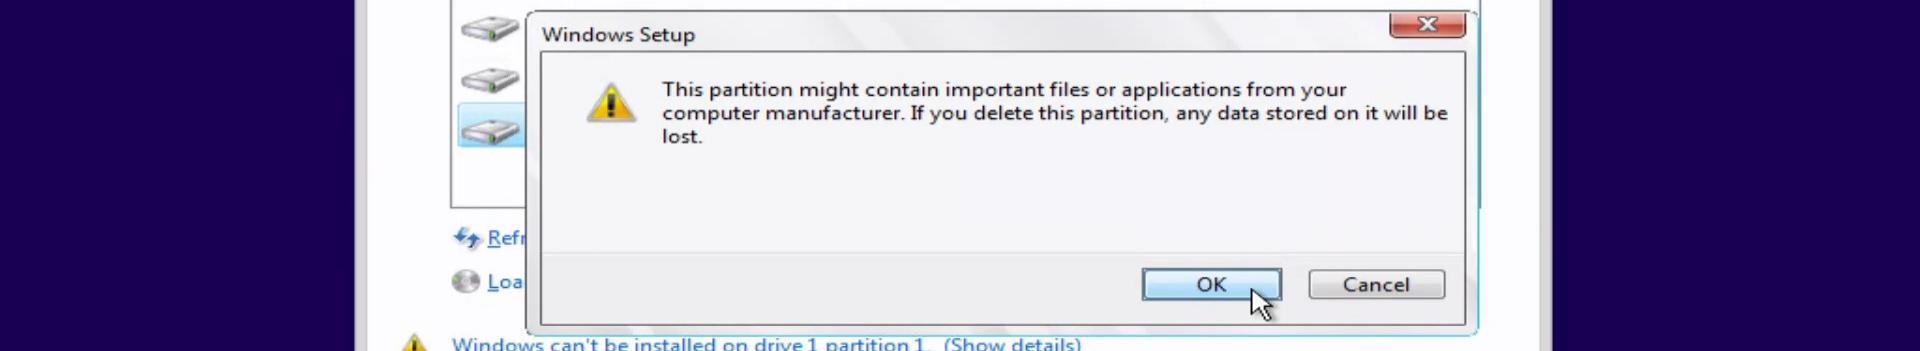 Windows Setup
This partition might contain important files or applications from your
computer manufacturer. If you delete this partition, any data stored on it will be
lost.
Refr
Loa
OK
Cancel
Windows can't be installed on drive 1 partition 1. (Show details)